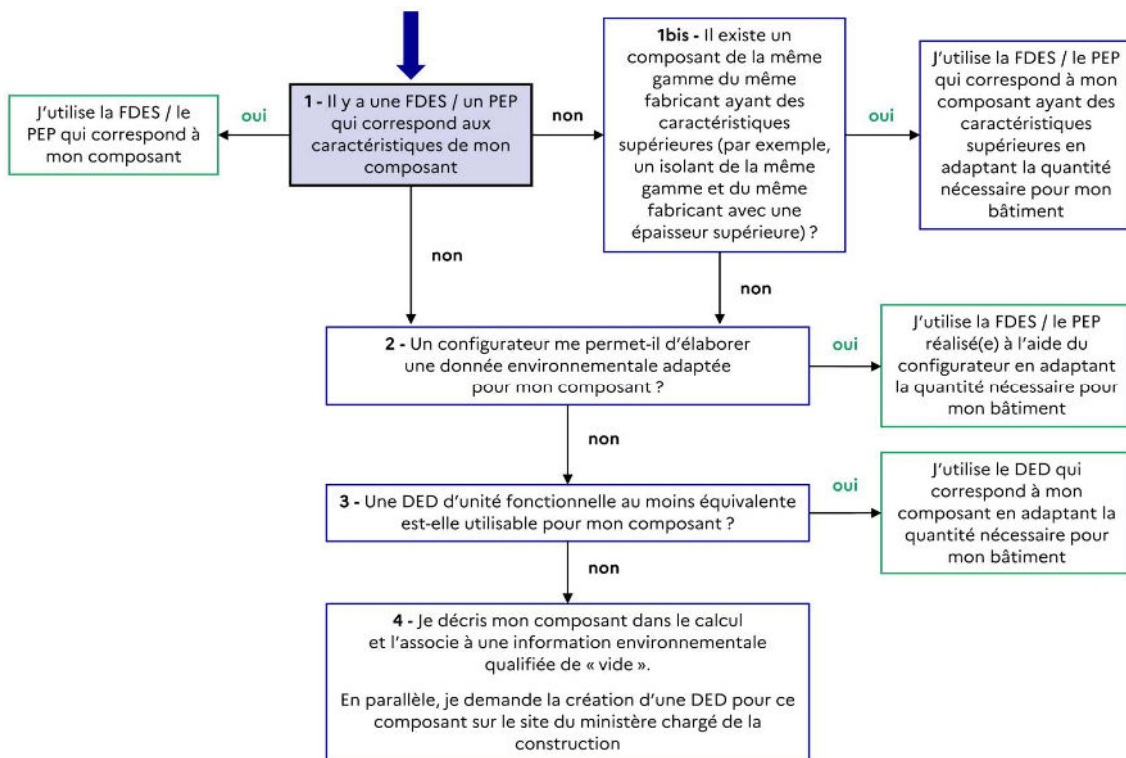 J'utilise la FDES / le
PEP qui correspond à
mon composant
oui
1 - Il y a une FDES / un PEP
qui correspond aux
caractéristiques de mon
composant
non
1bis - Il existe un
composant de la même
gamme du même
fabricant ayant des
caractéristiques
supérieures (par exemple,
un isolant de la même
gamme et du même
fabricant avec une
épaisseur supérieure) ?
oui
J'utilise la FDES / le PEP
qui correspond à mon
composant ayant des
caractéristiques
supérieures en
adaptant la quantité
nécessaire pour mon
bâtiment
non
non
2 - Un configurateur me permet-il d'élaborer
une donnée environnementale adaptée
pour mon composant ?
oui
J'utilise la FDES / le PEP
réalisé(e) à l'aide du
configurateur en adaptant
la quantité nécessaire pour
mon bâtiment
non
3 - Une DED d'unité fonctionnelle au moins équivalente
est-elle utilisable pour mon composant ?
oui
J'utilise le DED qui
correspond à mon
composant en adaptant la
quantité nécessaire pour
mon bâtiment
non
4 - Je décris mon composant dans le calcul
et l'associe à une information environnementale
qualifiée de « vide ».
En parallèle, je demande la création d'une DED pour ce
composant sur le site du ministère chargé de la
construction